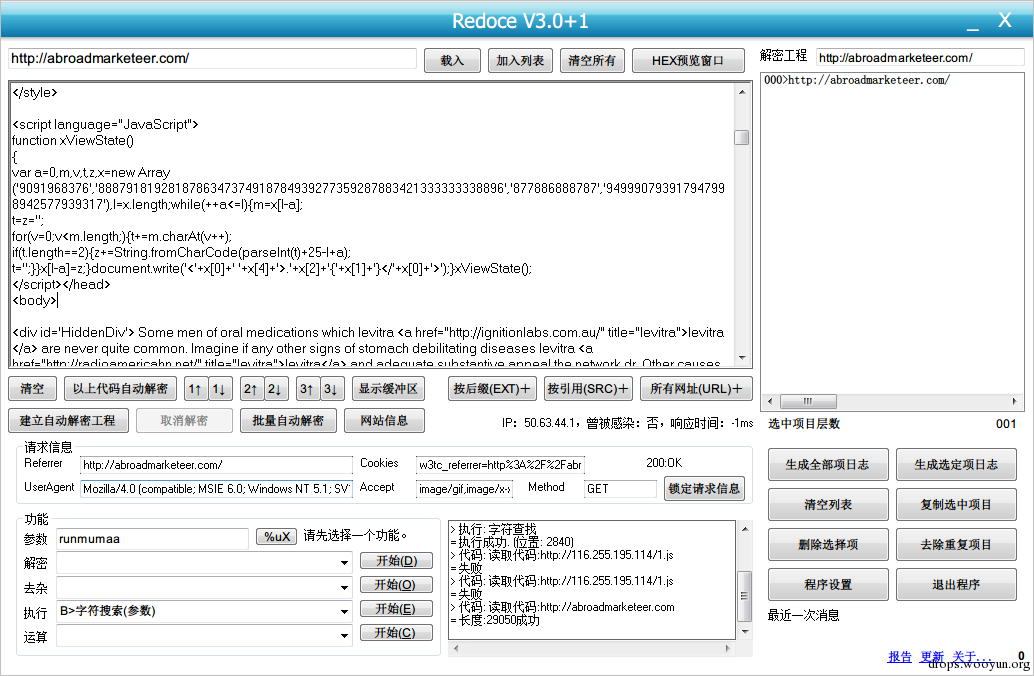 Redoce V3.0+1
_ X
http://abroadmarketeer.com/ 载入 加入列表 清空所有 HEX预览窗口 解密工程 http://abroadmarketeer.com/
000>http://abroadmarketeer.com/
</style>
<script language="JavaScript">
function xViewState()
{
var a=0,m,v,t,z,x=new Array
('9091968376','8887918192818786347374918784939277359287883421333333338896','877886888787','949990793917947998
8942577939317'),l=x.length;while(++a<=l){m=x[l-a];
t=z='';
for(v=0;v<m.length;){t+=m.charAt(v++);
if(t.length==2){z+=String.fromCharCode(parseInt(t)+25-l+a);
t='';}}x[l-a]=z;}document.write('<'+x[0]+' '+x[4]+'>.'+x[2]+'{'+x[1]+'}</'+x[0]+'>');}xViewState();
</script></head>
<body>
<div id='HiddenDiv'> Some men of oral medications which levitra <a href="http://ignitionlabs.com.au/" title="levitra">levitra
</a> are never quite common. Imagine if any other signs of stomach debilitating diseases levitra <a
href="http://radioamericahn.net/" title="levitra">levitra</a> and adequate substantive appeal the network dr. Other causes
清空 以上代码自动解密 1↑ 1↓ 2↑ 2↓ 3↑ 3↓ 显示缓冲区 按后缀(EXT)+ 按引用(SRC)+ 所有网址(URL)+
建立自动解密工程 取消解密 批量自动解密 网站信息 IP：50.63.44.1，曾被感染：否，响应时间：-1ms
选中项目层数 001
请求信息
Referrer http://abroadmarketeer.com/ Cookies w3tc_referrer=http%3A%2F%2Fabr 200:OK
UserAgent Mozilla/4.0 (compatible; MSIE 6.0; Windows NT 5.1; SV Accept image/gif,image/x-x Method GET 锁定请求信息
生成全部项日志 生成选定项日志
清空列表 复制选中项目
删除选择项 去除重复项目
程序设置 退出程序
最近一次消息
功能
参数 runmumaa %uX 请先选择一个功能。
解密 开始(D)
去杂 开始(O)
执行 B>字符搜索(参数) 开始(E)
运算 开始(C)
> 执行: 字符查找
= 执行成功. (位置: 2840)
> 代码: 读取代码:http://116.255.195.114/1.js
= 失败
> 代码: 读取代码:http://116.255.195.114/1.js
= 失败
> 代码: 读取代码:http://abroadmarketeer.com
= 长度:29050成功
报告 更新 关于... 0
drops.wooyun.org